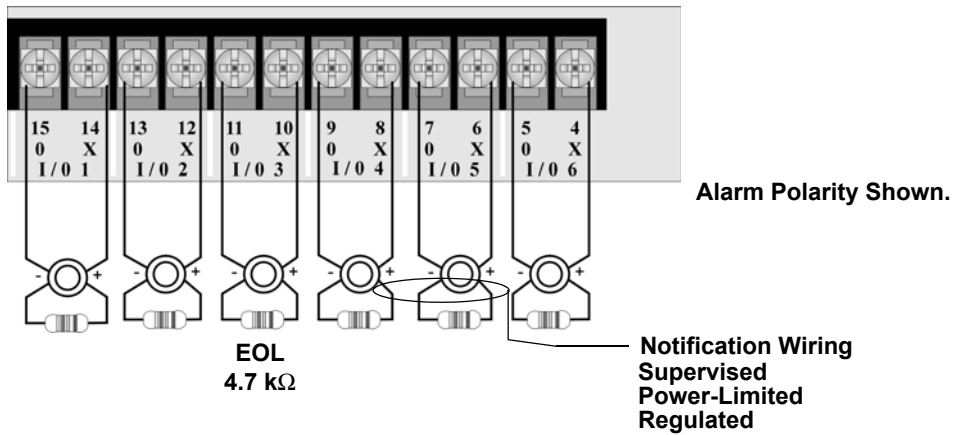 15 14 13 12 11 10 9 8 7 6 5 4
0 X 0 X 0 X 0 X 0 X 0 X
I/0 1 I/0 2 I/0 3 I/0 4 I/0 5 I/0 6
Alarm Polarity Shown.
- + - + - + - + - + - +
EOL
4.7 kΩ
Notification Wiring
Supervised
Power-Limited
Regulated